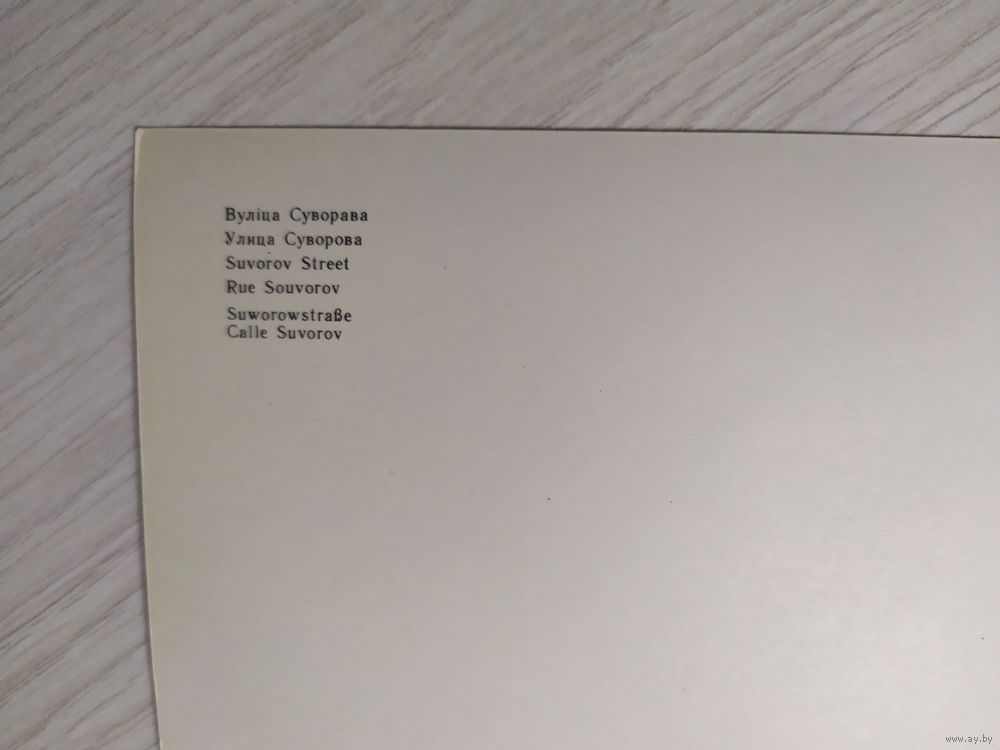 Вуліца Суворава
Улица Суворова
Suvorov Street
Rue Souvorov
Suworowstraße
Calle Suvorov
www.ay.by